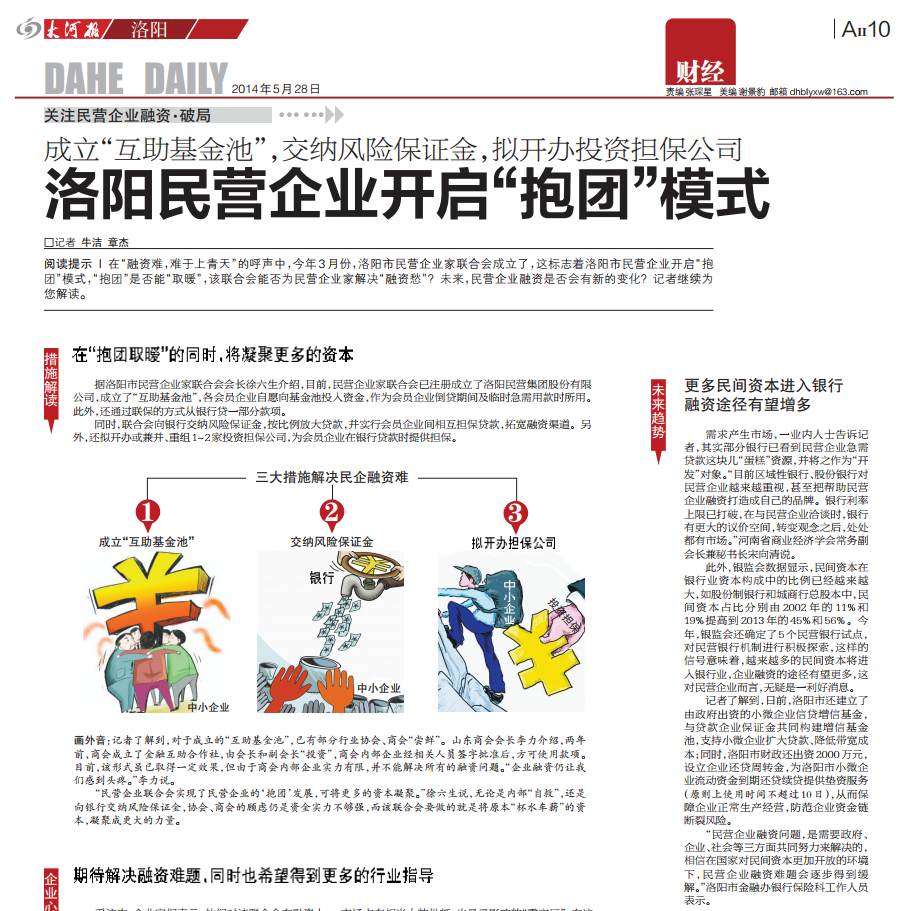 大河报 洛阳
AⅡ10
DAHE DAILY
2014年5月28日
财经
责编 张琛星 美编 谢景豹 邮箱 dhblyxw@163.com
关注民营企业融资·破局
成立“互助基金池”,交纳风险保证金,拟开办投资担保公司
洛阳民营企业开启“抱团”模式
□记者 牛洁 章杰
阅读提示 | 在“融资难,难于上青天”的呼声中,今年3月份,洛阳市民营企业家联合会成立了,这标志着洛阳市民营企业开启“抱
团”模式,“抱团”是否能“取暖”,该联合会能否为民营企业家解决“融资愁”?未来,民营企业融资是否会有新的变化?记者继续为
您解读。
措施解读
在“抱团取暖”的同时,将凝聚更多的资本
据洛阳市民营企业家联合会会长徐六生介绍,目前,民营企业家联合会已注册成立了洛阳民营集团股份有限
公司,成立了“互助基金池”,各会员企业自愿向基金池投入资金,作为会员企业倒贷期间及临时急需用款时所用。
此外,还通过联保的方式从银行贷一部分款项。
同时,联合会向银行交纳风险保证金,按比例放大贷款,并实行会员企业间相互担保贷款,拓宽融资渠道。另
外,还拟开办或兼并、重组1~2家投资担保公司,为会员企业在银行贷款时提供担保。
三大措施解决民企融资难
1
成立“互助基金池”
中小企业
2
交纳风险保证金
银行
中小企业
3
拟开办担保公司
中小企业
投资担保
画外音:记者了解到,对于成立的“互助基金池”,已有部分行业协会、商会“尝鲜”。山东商会会长李力介绍,两年
前,商会成立了金融互助合作社,由会长和副会长“投资”,商会内部企业经相关人员签字批准后,方可使用款项。
目前,该形式虽已取得一定效果,但由于商会内部企业实力有限,并不能解决所有的融资问题。“企业融资仍让我
们感到头疼。”李力说。
“民营企业联合会实现了民营企业的‘抱团’发展,可将更多的资本凝聚。”徐六生说,无论是内部“自救”,还是
向银行交纳风险保证金,协会、商会的顾虑仍是资金实力不够强,而该联合会要做的就是将原本“杯水车薪”的资
本,凝聚成更大的力量。
企业心
期待解决融资难题,同时也希望得到更多的行业指导
未来趋势
更多民间资本进入银行
融资途径有望增多
需求产生市场,一业内人士告诉记
者,其实部分银行已看到民营企业急需
贷款这块儿“蛋糕”资源,并将之作为“开
发”对象。“目前区域性银行、股份银行对
民营企业越来越重视,甚至把帮助民营
企业融资打造成自己的品牌。银行利率
上限已打破,在与民营企业洽谈时,银行
有更大的议价空间,转变观念之后,处处
都有市场。”河南省商业经济学会常务副
会长兼秘书长宋向清说。
此外,银监会数据显示,民间资本在
银行业资本构成中的比例已经越来越
大,如股份制银行和城商行总股本中,民
间资本占比分别由2002年的11%和
19%提高到2013年的45%和56%。今
年,银监会还确定了5个民营银行试点,
对民营银行机制进行积极探索,这样的
信号意味着,越来越多的民间资本将进
入银行业,企业融资的途径有望更多,这
对民营企业而言,无疑是一利好消息。
记者了解到,日前,洛阳市还建立了
由政府出资的小微企业信贷增信基金,
与贷款企业保证金共同构建增信基金
池,支持小微企业扩大贷款、降低带宽成
本;同时,洛阳市财政还出资2000万元,
设立企业还贷周转金,为洛阳市小微企
业流动资金到期还贷续贷提供垫资服务
(原则上使用时间不超过10日),从而保
障企业正常生产经营,防范企业资金链
断裂风险。
“民营企业融资问题,是需要政府、
企业、社会等三方面共同努力来解决的,
相信在国家对民间资本更加开放的环境
下,民营企业融资难题会逐步得到缓
解。”洛阳市金融办银行保险科工作人员
表示。